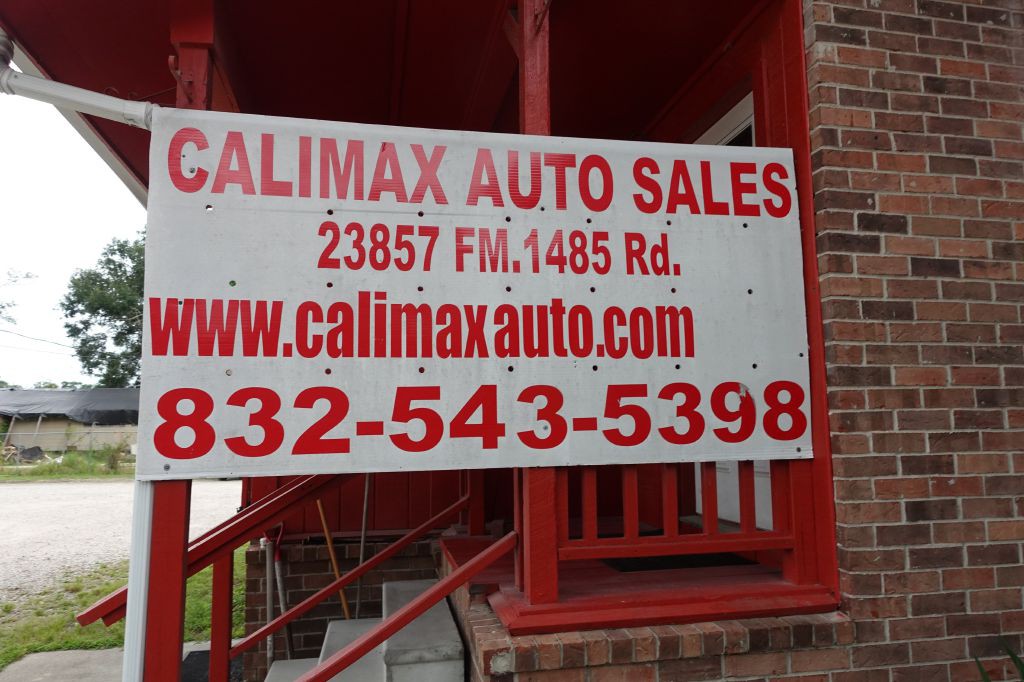 CALIMAX AUTO SALES
23857 FM.1485 Rd.
www.calimaxauto.com
832-543-5398